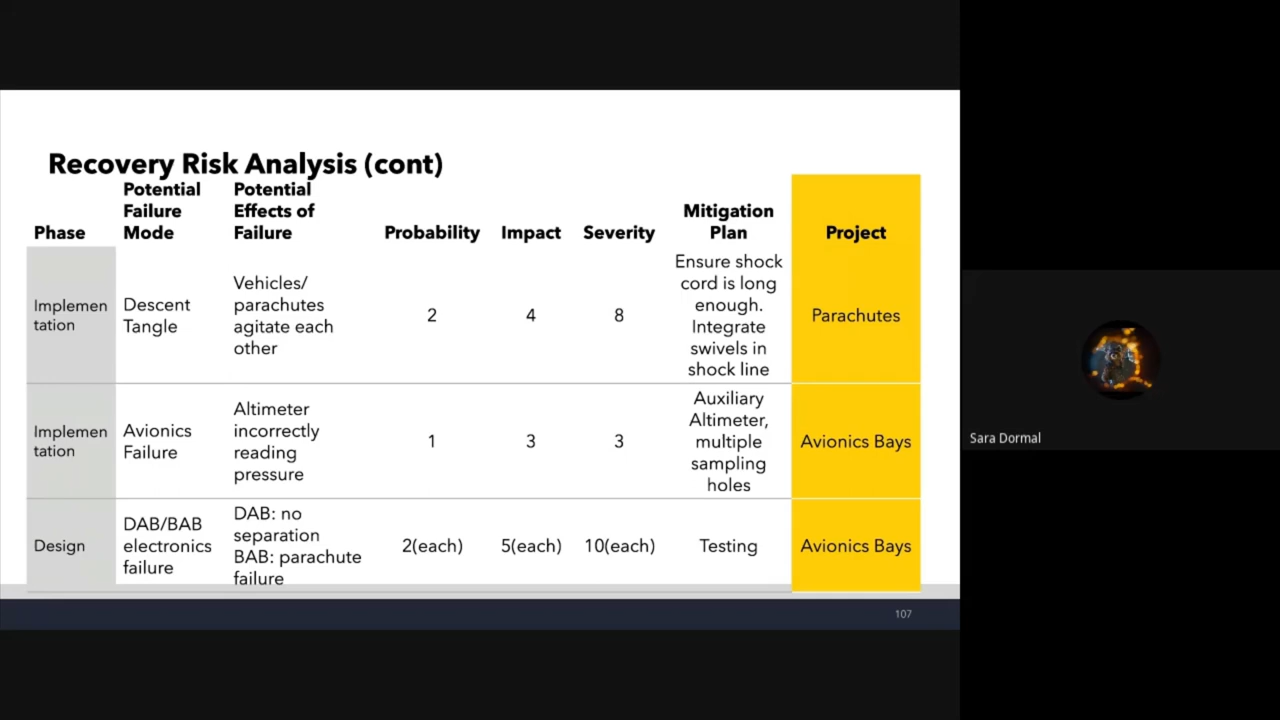 Recovery Risk Analysis (cont)
Phase
Potential
Failure
Mode
Potential
Effects of
Failure
Probability
Impact
Severity
Mitigation
Plan
Project
Implemen
tation
Descent
Tangle
Vehicles/
parachutes
agitate each
other
2
4
8
Ensure shock
cord is long
enough.
Integrate
swivels in
shock line
Parachutes
Implemen
tation
Avionics
Failure
Altimeter
incorrectly
reading
pressure
1
3
3
Auxiliary
Altimeter,
multiple
sampling
holes
Avionics Bays
Design
DAB/BAB
electronics
failure
DAB: no
separation
BAB: parachute
failure
2(each)
5(each)
10(each)
Testing
Avionics Bays
107
Sara Dormal